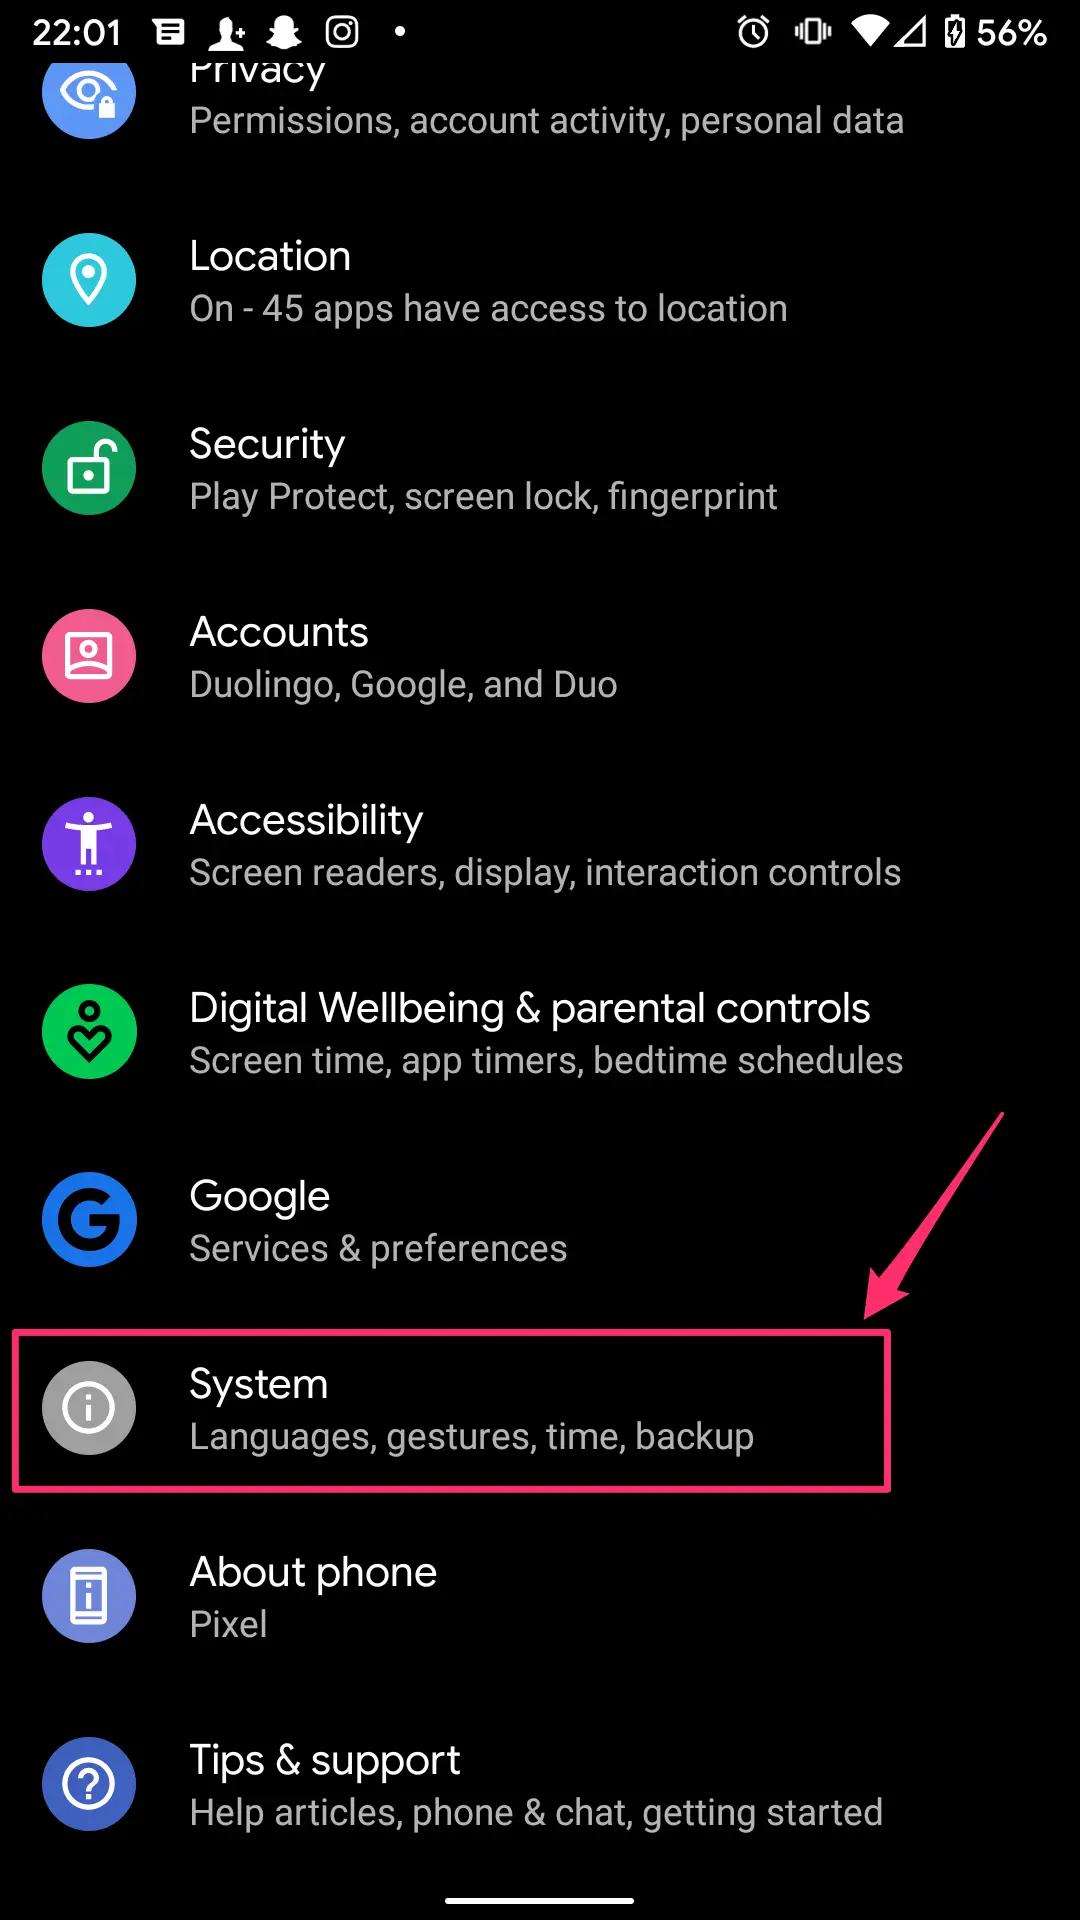 22:01 56%
Privacy
Permissions, account activity, personal data
Location
On - 45 apps have access to location
Security
Play Protect, screen lock, fingerprint
Accounts
Duolingo, Google, and Duo
Accessibility
Screen readers, display, interaction controls
Digital Wellbeing & parental controls
Screen time, app timers, bedtime schedules
Google
Services & preferences
System
Languages, gestures, time, backup
About phone
Pixel
Tips & support
Help articles, phone & chat, getting started